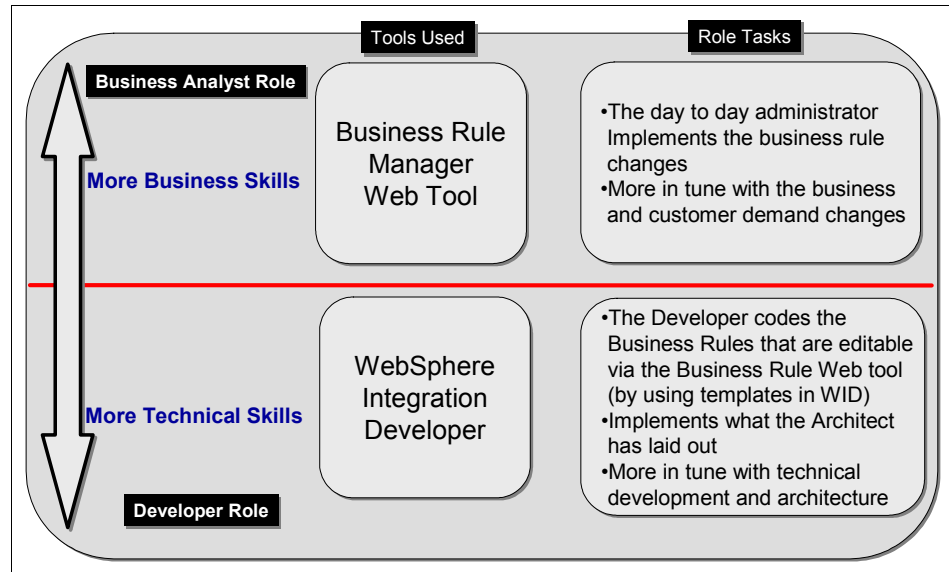 Tools Used
Role Tasks
Business Analyst Role
More Business Skills
Business Rule
Manager
Web Tool
•The day to day administrator
Implements the business rule
changes
•More in tune with the business
and customer demand changes
More Technical Skills
Developer Role
WebSphere
Integration
Developer
•The Developer codes the
Business Rules that are editable
via the Business Rule Web tool
(by using templates in WID)
•Implements what the Architect
has laid out
•More in tune with technical
development and architecture